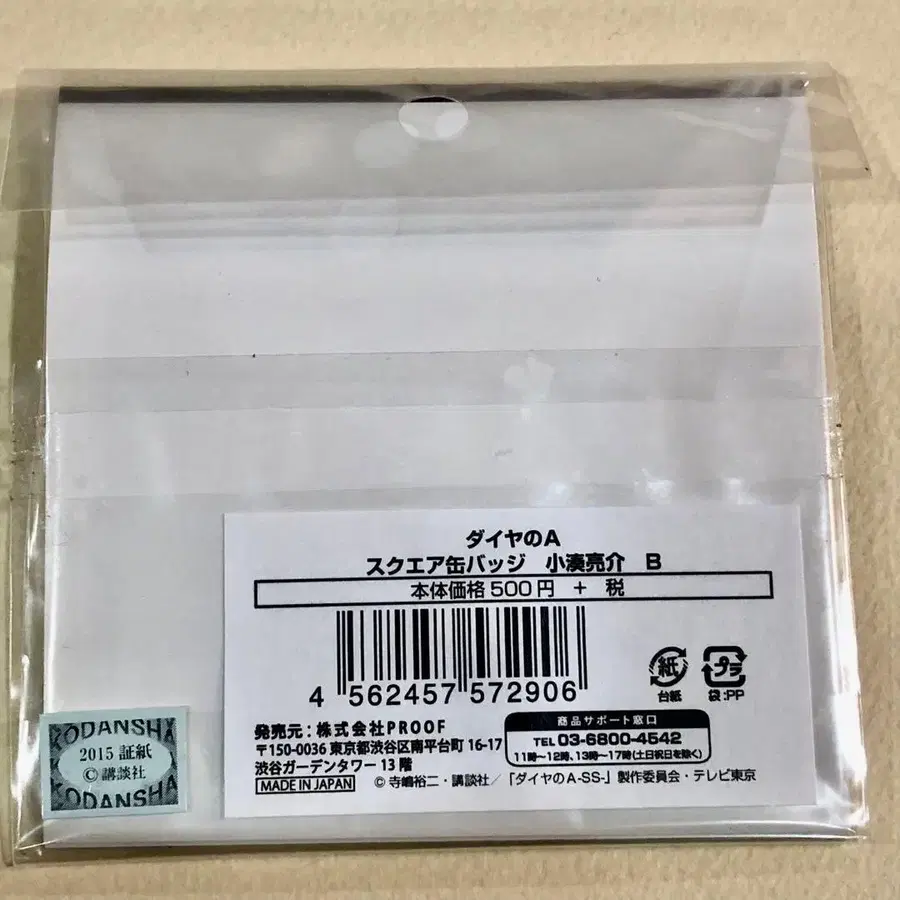 ダイヤのA
スクエア缶バッジ 小湊亮介 B
本体価格500円 + 税
4 562457 572906
紙
台紙
プラ
袋:PP
発売元:株式会社PROOF
〒150-0036 東京都渋谷区南平台町 16-17
渋谷ガーデンタワー 13 階
商品サポート窓口
TEL 03-6800-4542
11時~12時、13時~17時(土日祝日を除く)
MADE IN JAPAN
© 寺嶋裕二・講談社/「ダイヤのA-SS-」製作委員会・テレビ東京
KODANSHA
2015 証紙
©講談社
KODANSHA